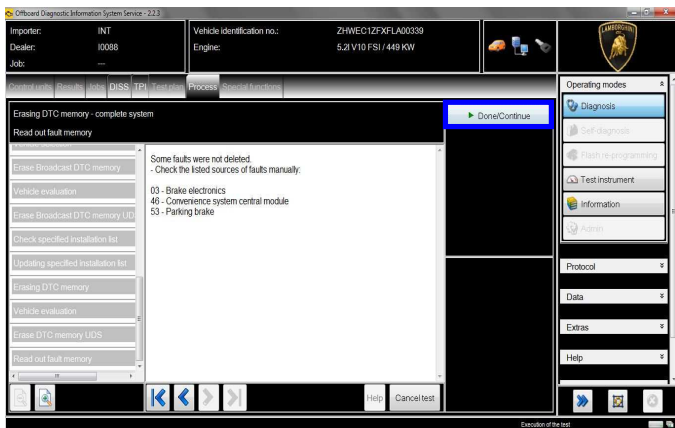 Offboard Diagnostic Information System Service - 2.2.3
Importer: INT
Dealer: I0088
Job: ---
Vehicle identification no.: ZHWEC1ZFXFLA00339
Engine: 5.2l V10 FSI / 449 KW
LAMBORGHINI
Control units Results Jobs DISS TPI Test plan Process Special functions
Erasing DTC memory - complete system
Read out fault memory
Done/Continue
Erase Broadcast DTC memory
Vehicle evaluation
Erase Broadcast DTC memory UD
Check specified installation list
Updating specified installation list
Erasing DTC memory
Vehicle evaluation
Erase DTC memory UDS
Read out fault memory
Some faults were not deleted.
- Check the listed sources of faults manually:
03 - Brake electronics
46 - Convenience system central module
53 - Parking brake
Help
Cancel test
Operating modes
Diagnosis
Self-diagnosis
Flash re-programming
Test instrument
Information
Admin
Protocol
Data
Extras
Help
Execution of the test